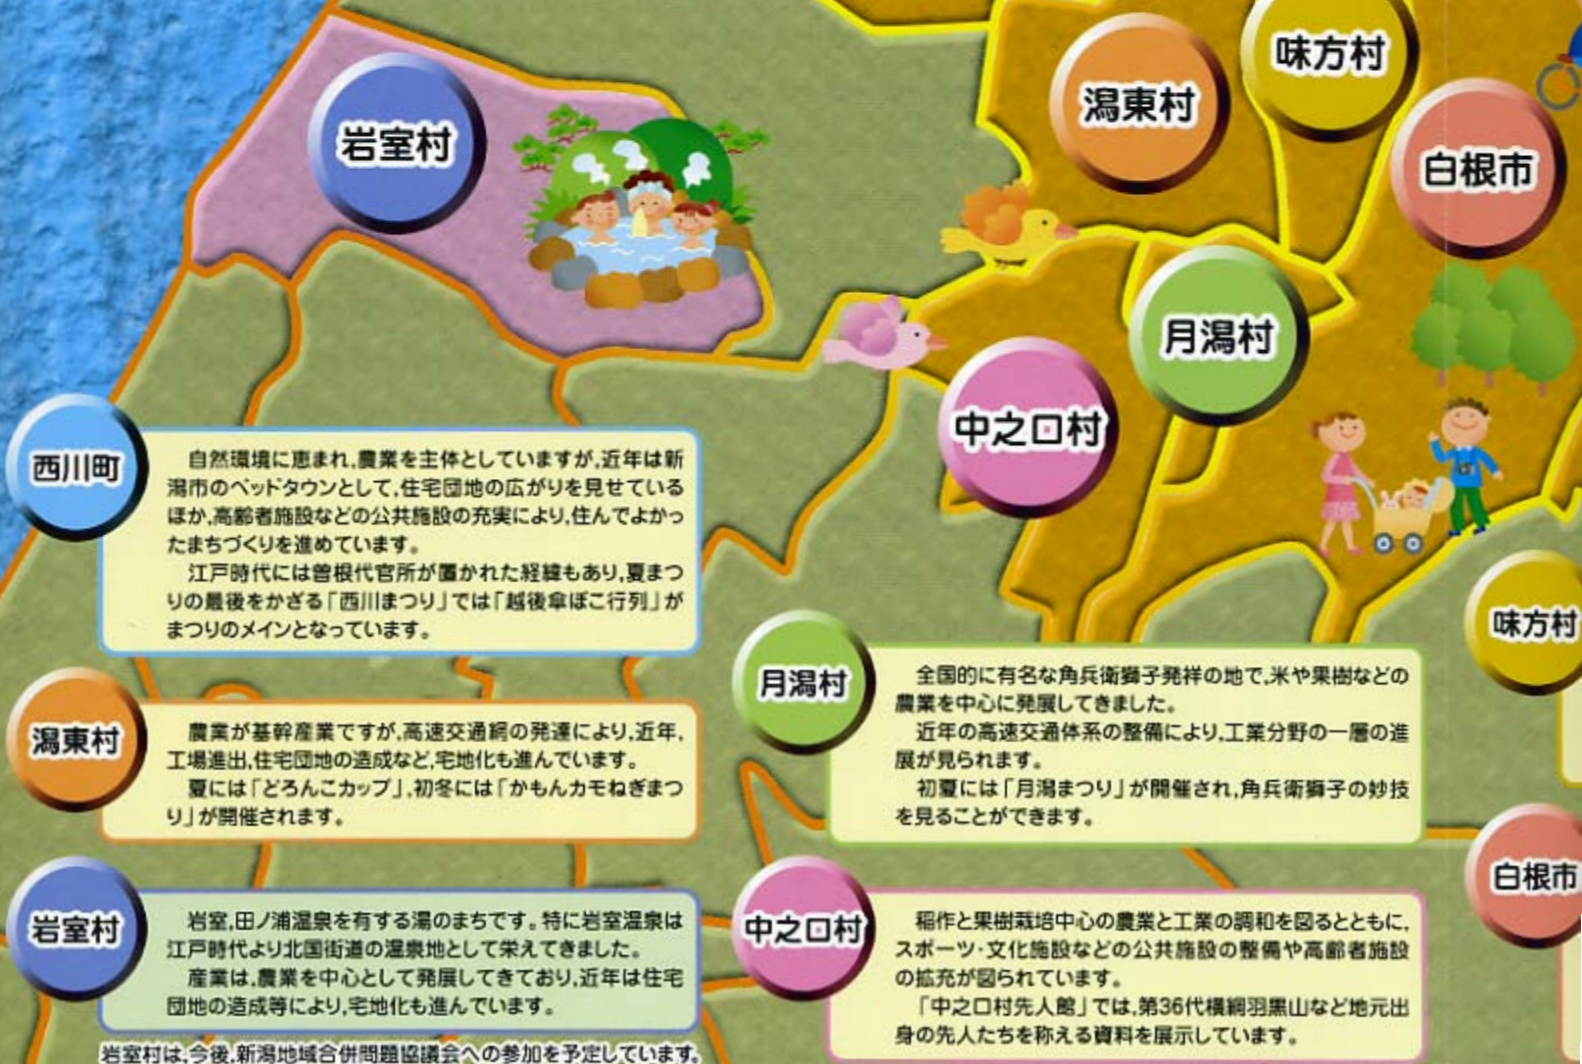 味方村
潟東村
岩室村
白根市
月潟村
中之口村
西川町
自然環境に恵まれ,農業を主体としていますが,近年は新
潟市のベッドタウンとして,住宅団地の広がりを見せている
ほか,高齢者施設などの公共施設の充実により,住んでよかっ
たまちづくりを進めています。
江戸時代には曽根代官所が置かれた経緯もあり,夏まつ
りの最後をかざる「西川まつり」では「越後傘ぼこ行列」が
まつりのメインとなっています。
潟東村
農業が基幹産業ですが,高速交通網の発達により,近年,
工場進出,住宅団地の造成など,宅地化も進んでいます。
夏には「どろんこカップ」,初冬には「かもんカモねぎまつ
り」が開催されます。
岩室村
岩室,田ノ浦温泉を有する湯のまちです。特に岩室温泉は
江戸時代より北国街道の温泉地として栄えてきました。
産業は,農業を中心として発展してきており,近年は住宅
団地の造成等により,宅地化も進んでいます。
岩室村は,今後,新潟地域合併問題協議会への参加を予定しています。
月潟村
全国的に有名な角兵衛獅子発祥の地で,米や果樹などの
農業を中心に発展してきました。
近年の高速交通体系の整備により,工業分野の一層の進
展が見られます。
初夏には「月潟まつり」が開催され,角兵衛獅子の妙技
を見ることができます。
中之口村
稲作と果樹栽培中心の農業と工業の調和を図るとともに,
スポーツ・文化施設などの公共施設の整備や高齢者施設
の拡充が図られています。
「中之口村先人館」では,第36代横綱羽黒山など地元出
身の先人たちを称える資料を展示しています。
味方村
白根市